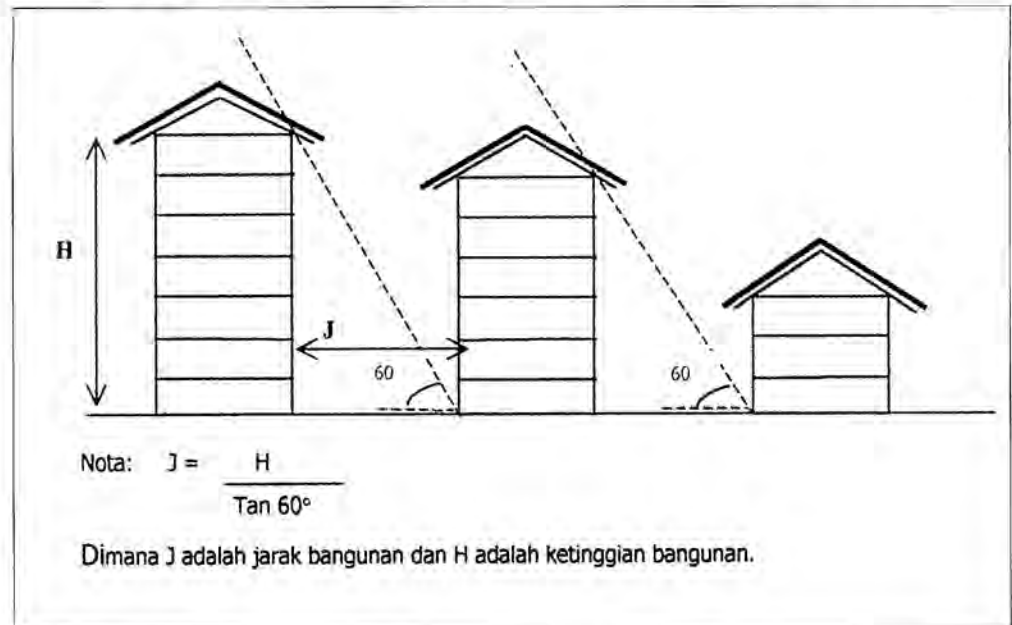 H
J
60
60
Nota: J = H
Tan 60°
Dimana J adalah jarak bangunan dan H adalah ketinggian bangunan.